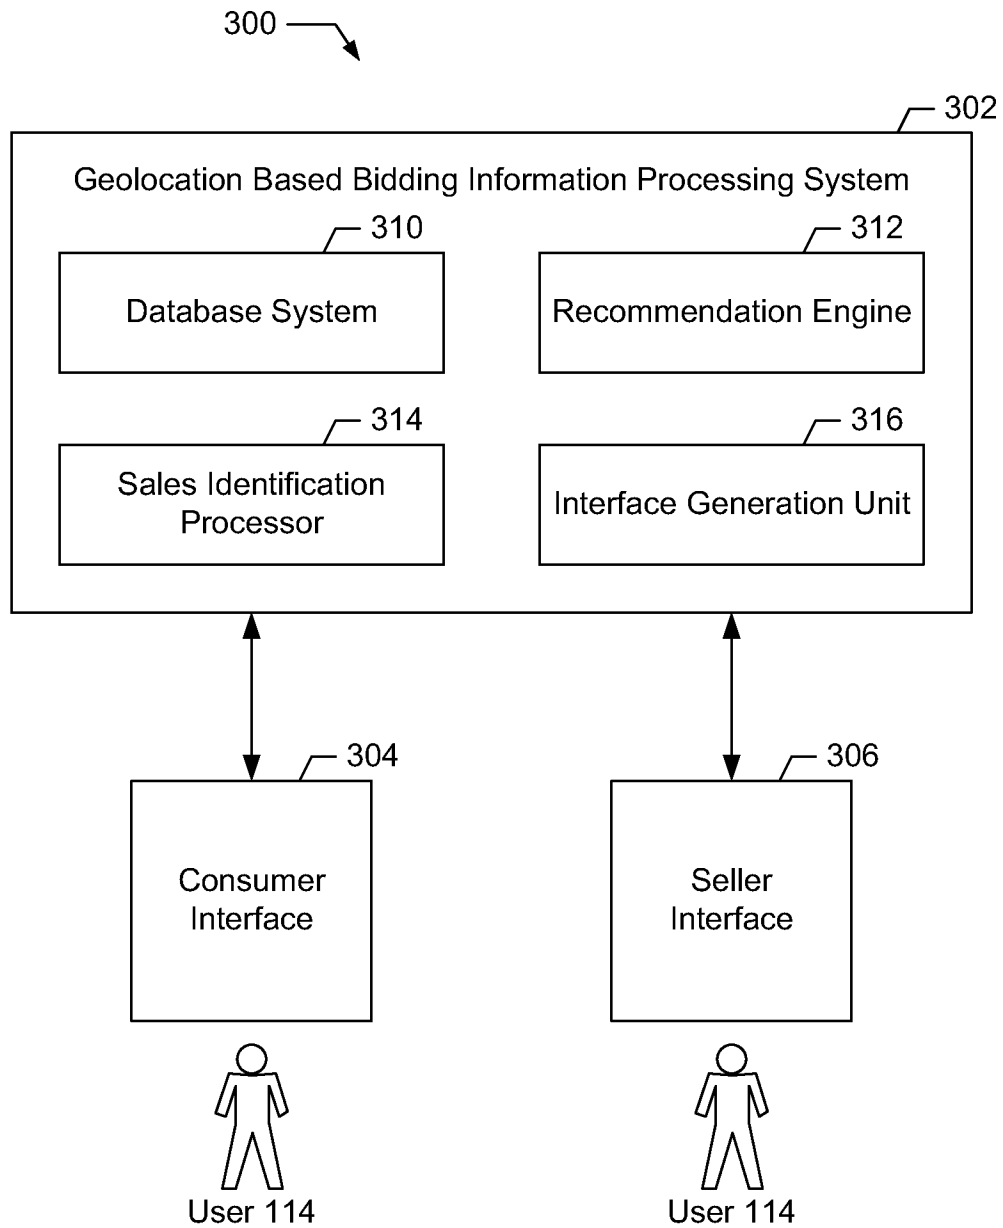 300
302
Geolocation Based Bidding Information Processing System
310
312
Database System
Recommendation Engine
314
316
Sales Identification
Processor
Interface Generation Unit
304
306
Consumer
Interface
Seller
Interface
User 114
User 114